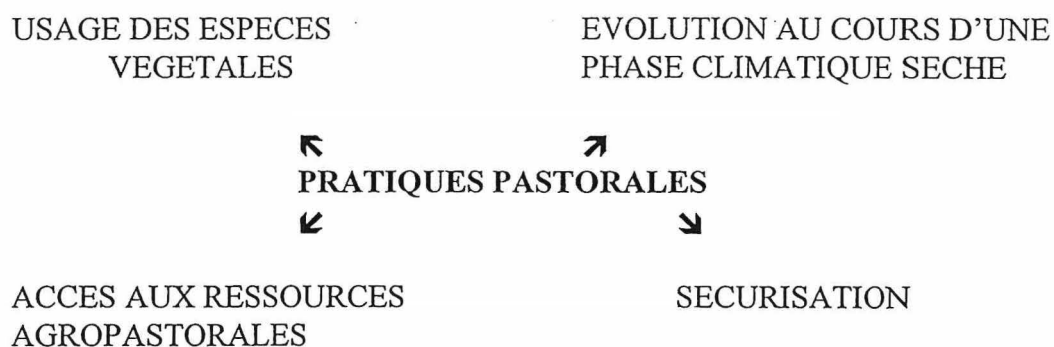 USAGE DES ESPECES
VEGETALES
EVOLUTION AU COURS D'UNE
PHASE CLIMATIQUE SECHE
PRATIQUES PASTORALES
ACCES AUX RESSOURCES
AGROPASTORALES
SECURISATION